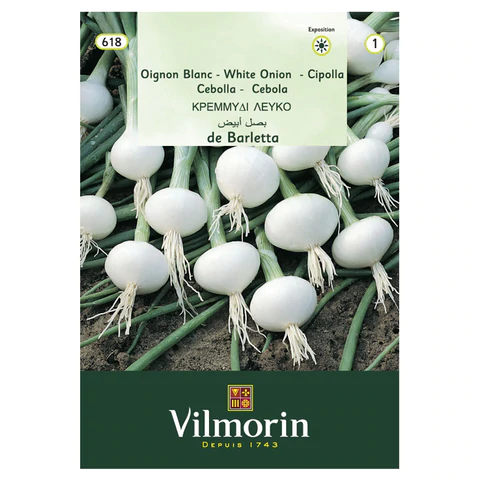 618
Exposition
1
Oignon Blanc - White Onion - Cipolla
Cebolla - Cebola
ΚΡΕΜΜΥΔΙ ΛΕΥΚΟ
بصل أبيض
de Barletta
Vilmorin
DEPUIS 1743